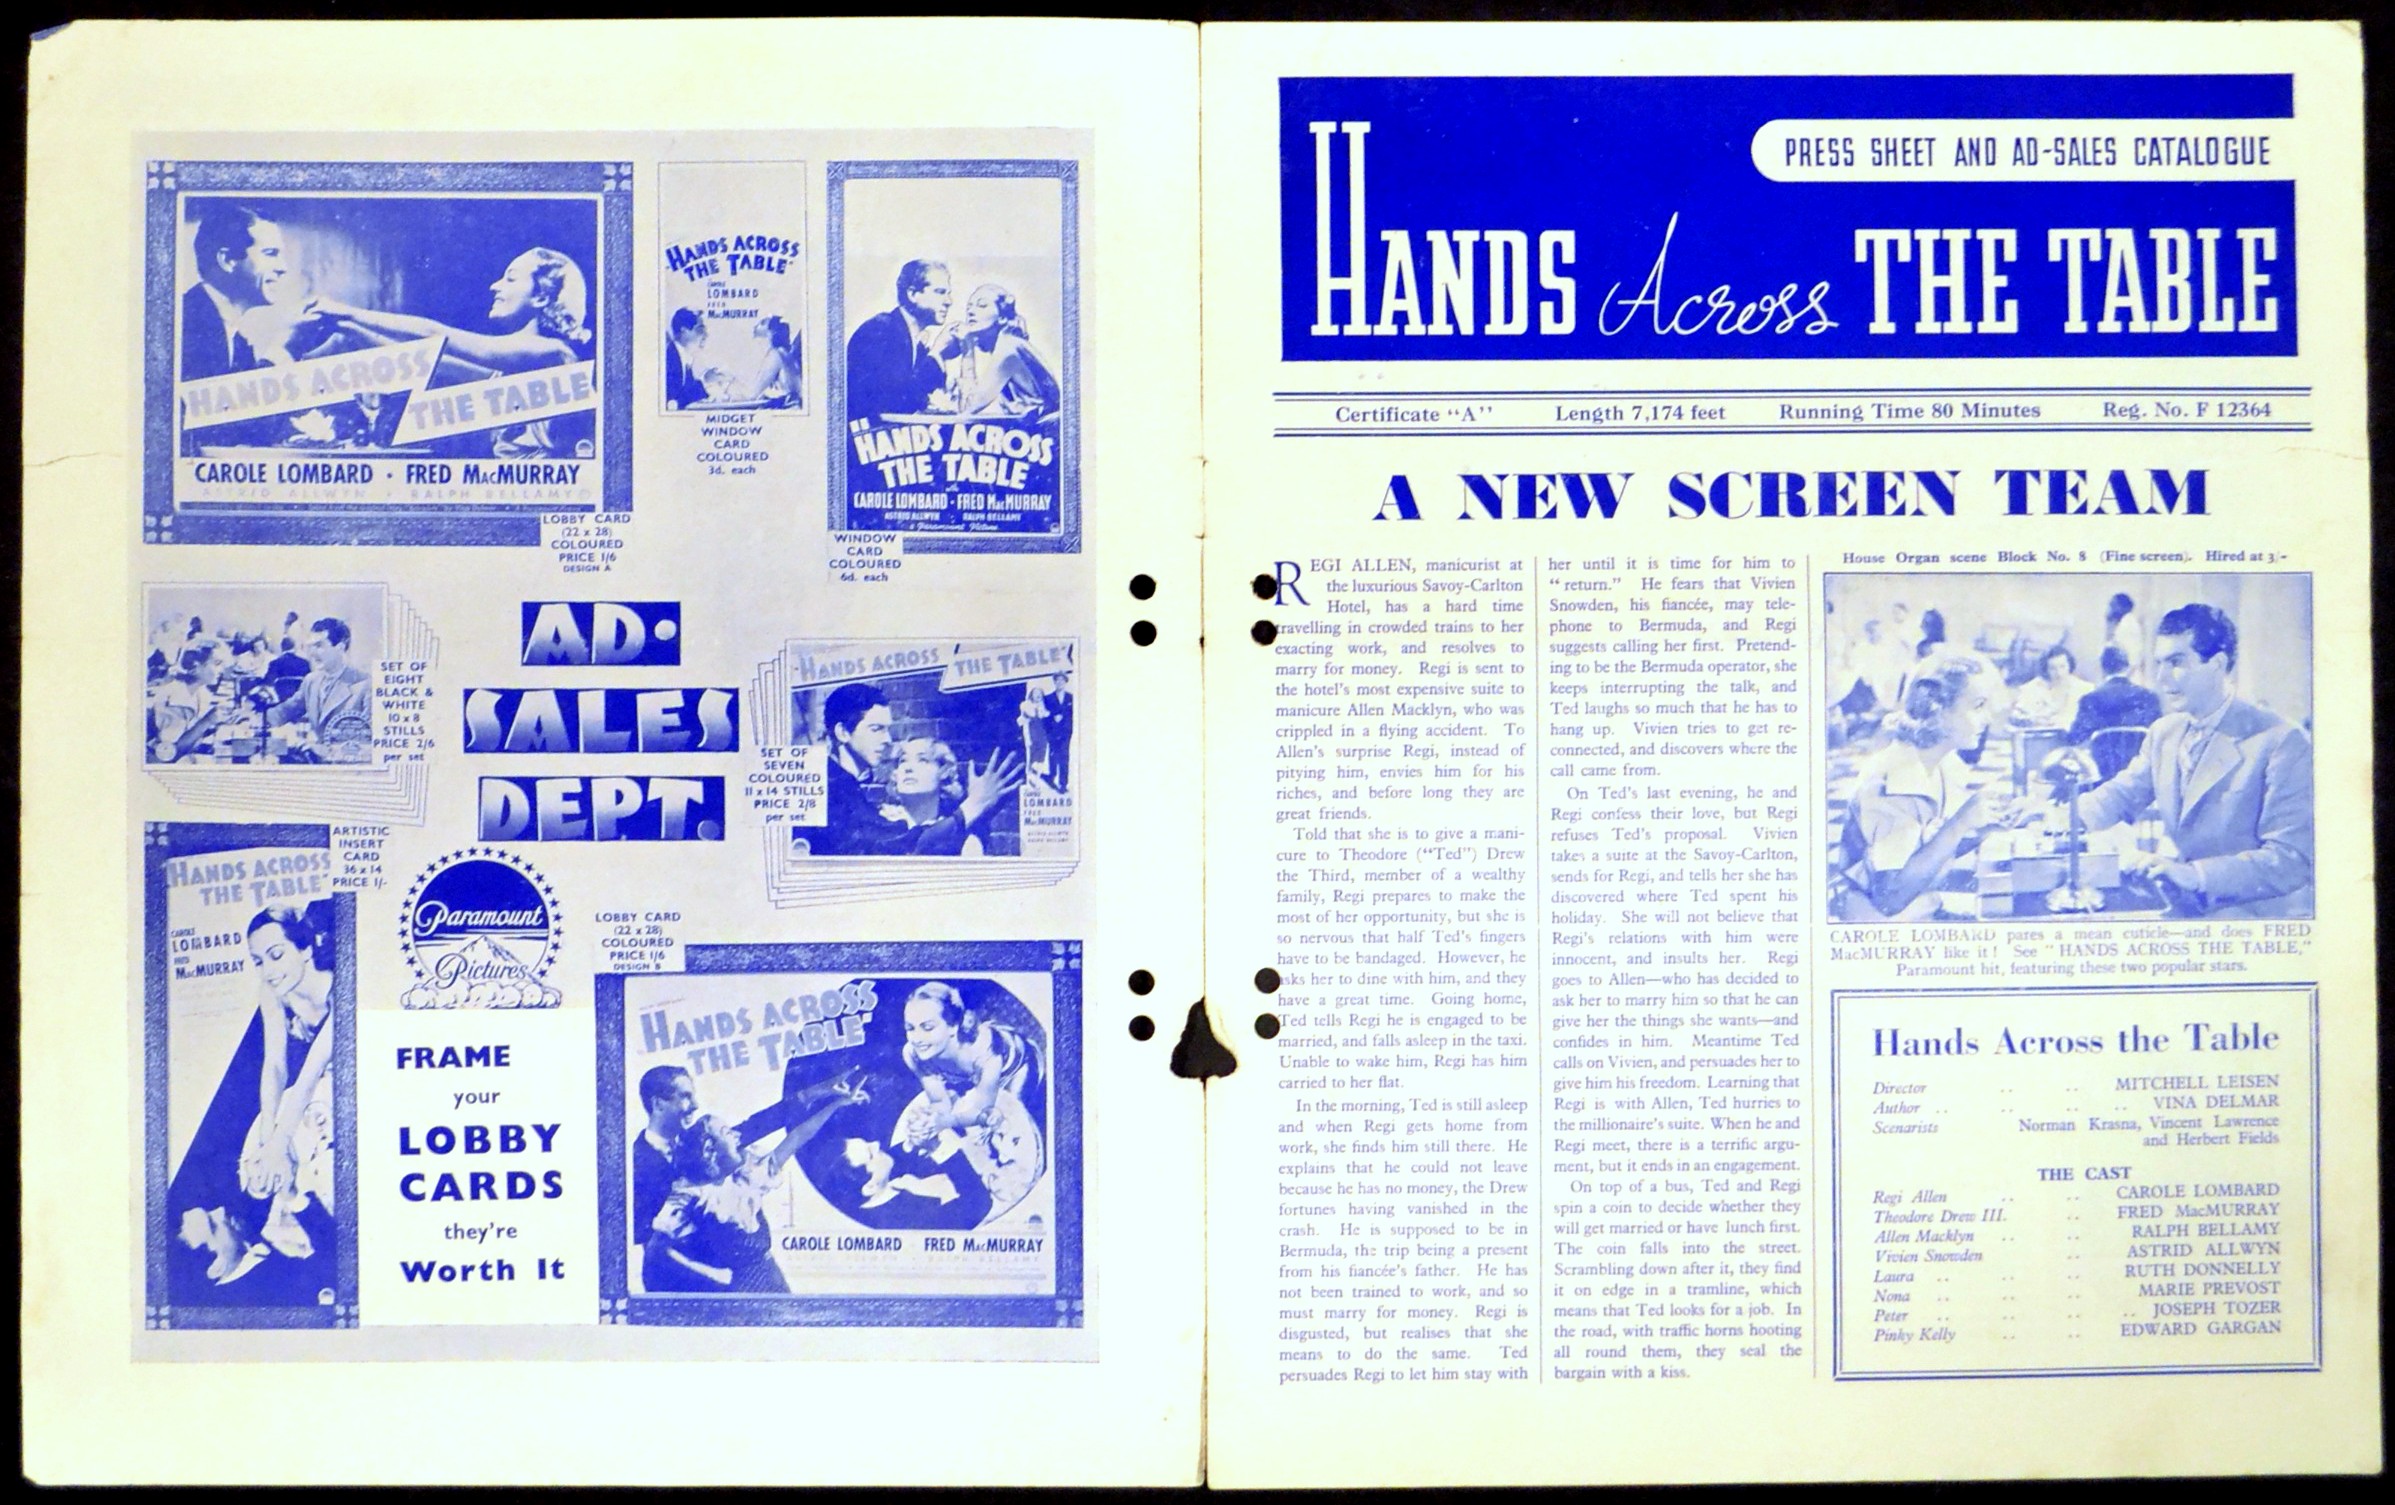 HANDS ACROSS
THE TABLE
CAROLE LOMBARD · FRED MacMURRAY
ASTRID ALLWYN · RALPH BELLAMY
LOBBY CARD
(22 x 28)
COLOURED
PRICE 1/6
DESIGN A
"HANDS ACROSS
THE TABLE"
CAROLE
LOMBARD
FRED
MacMURRAY
MIDGET
WINDOW
CARD
COLOURED
3d. each
"HANDS ACROSS
THE TABLE
CAROLE LOMBARD · FRED MacMURRAY
ASTRID ALLWYN RALPH BELLAMY
a Paramount Picture
WINDOW
CARD
COLOURED
6d. each
SET OF
EIGHT
BLACK &
WHITE
10 x 8
STILLS
PRICE 2/6
per set
AD·
SALES
DEPT.
"HANDS ACROSS THE TABLE"
CAROLE
LOMBARD
FRED
MacMURRAY
SET OF
SEVEN
COLOURED
11 x 14 STILLS
PRICE 2/8
per set
ARTISTIC
INSERT
CARD
36 x 14
PRICE 1/-
HANDS ACROSS
THE TABLE"
CAROLE
LOMBARD
FRED
MacMURRAY
Paramount
Pictures
LOBBY CARD
(22 x 28)
COLOURED
PRICE 1/6
DESIGN B
HANDS ACROSS
THE TABLE"
CAROLE LOMBARD FRED MacMURRAY
FRAME
your
LOBBY
CARDS
they're
Worth It
PRESS SHEET AND AD-SALES CATALOGUE
HANDS Across THE TABLE
Certificate "A" Length 7,174 feet Running Time 80 Minutes Reg. No. F 12364
A NEW SCREEN TEAM
REGI ALLEN, manicurist at
the luxurious Savoy-Carlton
Hotel, has a hard time
travelling in crowded trains to her
exacting work, and resolves to
marry for money. Regi is sent to
the hotel's most expensive suite to
manicure Allen Macklyn, who was
crippled in a flying accident. To
Allen's surprise Regi, instead of
pitying him, envies him for his
riches, and before long they are
great friends.
Told that she is to give a mani-
cure to Theodore ("Ted") Drew
the Third, member of a wealthy
family, Regi prepares to make the
most of her opportunity, but she is
so nervous that half Ted's fingers
have to be bandaged. However, he
asks her to dine with him, and they
have a great time. Going home,
Ted tells Regi he is engaged to be
married, and falls asleep in the taxi.
Unable to wake him, Regi has him
carried to her flat.
In the morning, Ted is still asleep
and when Regi gets home from
work, she finds him still there. He
explains that he could not leave
because he has no money, the Drew
fortunes having vanished in the
crash. He is supposed to be in
Bermuda, the trip being a present
from his fiancée's father. He has
not been trained to work, and so
must marry for money. Regi is
disgusted, but realises that she
means to do the same. Ted
persuades Regi to let him stay with
her until it is time for him to
"return." He fears that Vivien
Snowden, his fiancée, may tele-
phone to Bermuda, and Regi
suggests calling her first. Pretend-
ing to be the Bermuda operator, she
keeps interrupting the talk, and
Ted laughs so much that he has to
hang up. Vivien tries to get re-
connected, and discovers where the
call came from.
On Ted's last evening, he and
Regi confess their love, but Regi
refuses Ted's proposal. Vivien
takes a suite at the Savoy-Carlton,
sends for Regi, and tells her she has
discovered where Ted spent his
holiday. She will not believe that
Regi's relations with him were
innocent, and insults her. Regi
goes to Allen—who has decided to
ask her to marry him so that he can
give her the things she wants—and
confides in him. Meantime Ted
calls on Vivien, and persuades her to
give him his freedom. Learning that
Regi is with Allen, Ted hurries to
the millionaire's suite. When he and
Regi meet, there is a terrific argu-
ment, but it ends in an engagement.
On top of a bus, Ted and Regi
spin a coin to decide whether they
will get married or have lunch first.
The coin falls into the street.
Scrambling down after it, they find
it on edge in a tramline, which
means that Ted looks for a job. In
the road, with traffic horns hooting
all round them, they seal the
bargain with a kiss.
House Organ scene Block No. 8 (Fine screen). Hired at 3/-
CAROLE LOMBARD pares a mean cuticle—and does FRED
MacMURRAY like it! See "HANDS ACROSS THE TABLE,"
Paramount hit, featuring these two popular stars.
Hands Across the Table
Director .. .. MITCHELL LEISEN
Author .. .. .. .. VINA DELMAR
Scenarists Norman Krasna, Vincent Lawrence
and Herbert Fields
THE CAST
Regi Allen .. .. CAROLE LOMBARD
Theodore Drew III. .. FRED MacMURRAY
Allen Macklyn .. .. RALPH BELLAMY
Vivien Snowden .. ASTRID ALLWYN
Laura .. .. .. RUTH DONNELLY
Nona .. .. .. MARIE PREVOST
Peter .. .. .. .. JOSEPH TOZER
Pinky Kelly .. .. EDWARD GARGAN